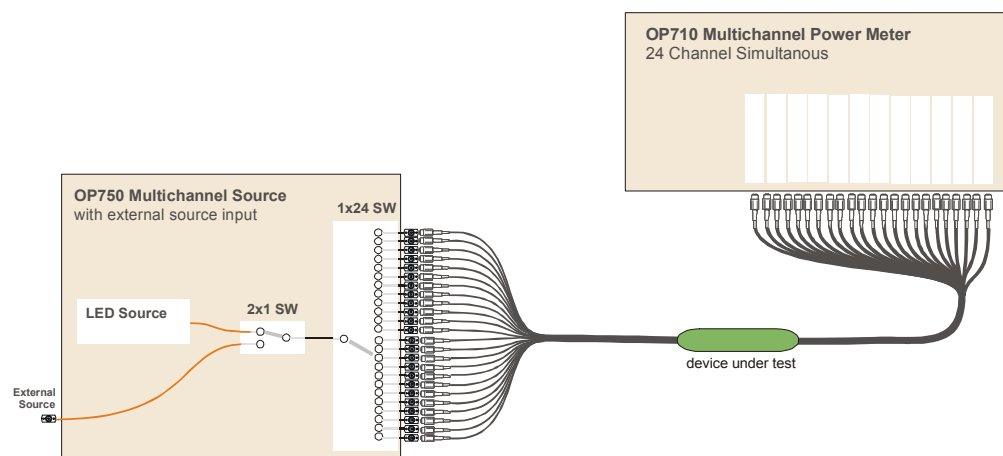 OP710 Multichannel Power Meter
24 Channel Simultanous
OP750 Multichannel Source
with external source input
1x24 SW
LED Source
2x1 SW
device under test
External
Source